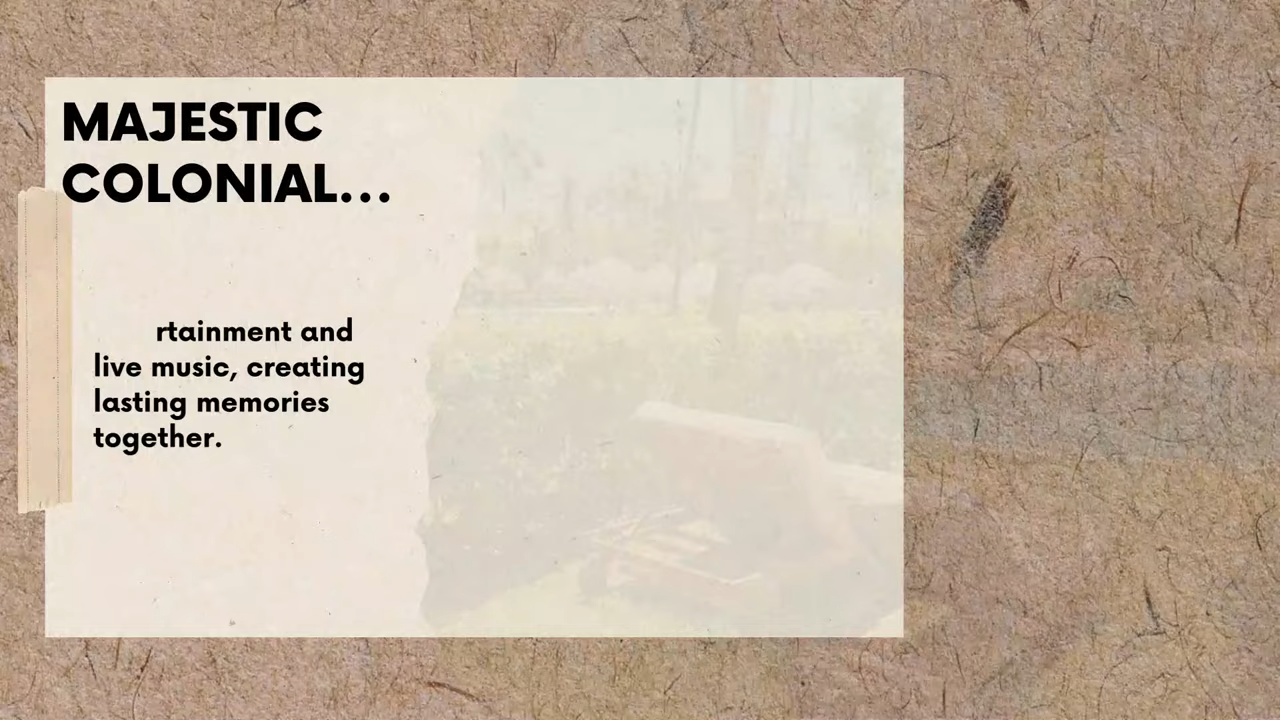 MAJESTIC
COLONIAL...
rtainment and
live music, creating
lasting memories
together.